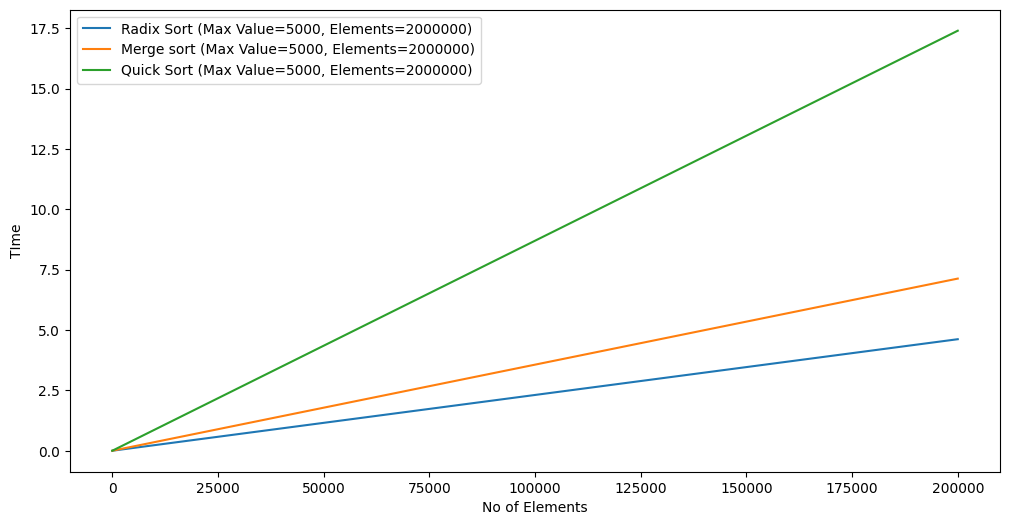 Radix Sort (Max Value=5000, Elements=2000000)
Merge sort (Max Value=5000, Elements=2000000)
Quick Sort (Max Value=5000, Elements=2000000)
17.5
15.0
12.5
10.0
7.5
5.0
2.5
0.0
TIme
0 25000 50000 75000 100000 125000 150000 175000 200000
No of Elements